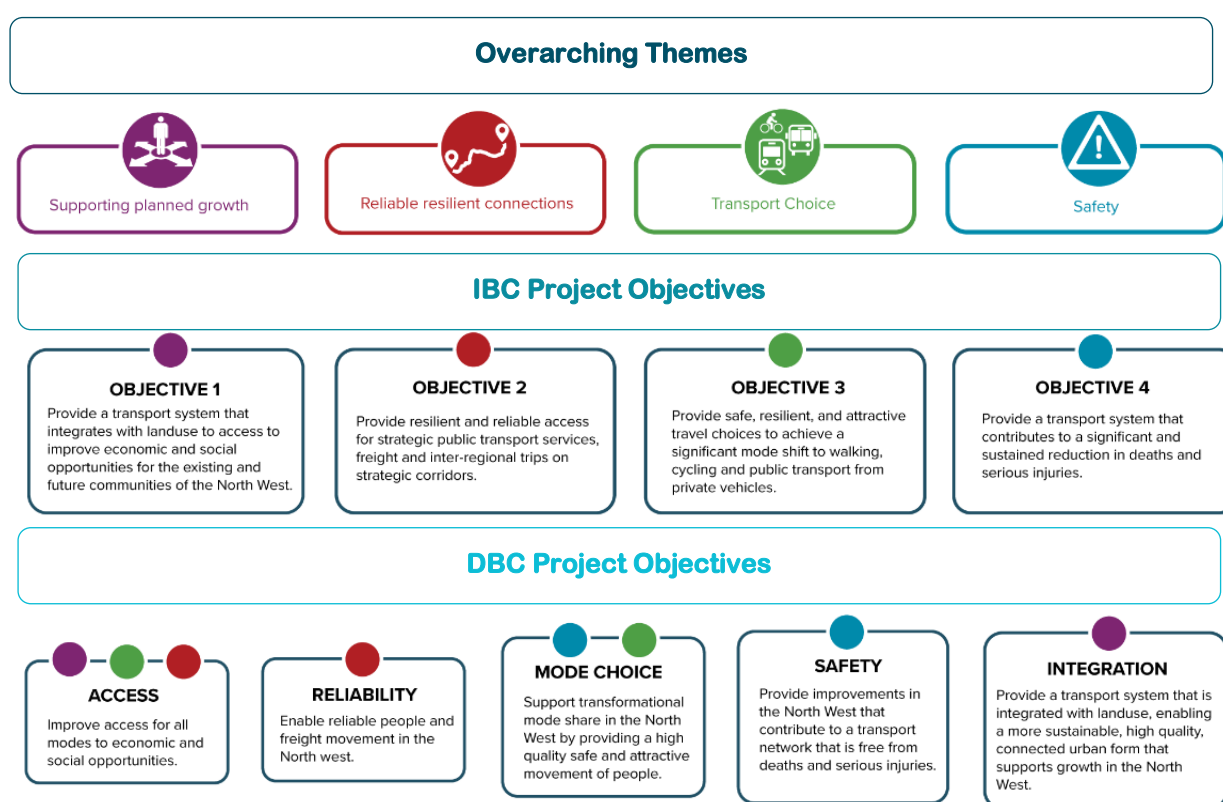 Overarching Themes
Supporting planned growth
Reliable resilient connections
Transport Choice
Safety
IBC Project Objectives
OBJECTIVE 1
Provide a transport system that
integrates with landuse to access to
improve economic and social
opportunities for the existing and
future communities of the North West.
OBJECTIVE 2
Provide resilient and reliable access
for strategic public transport services,
freight and inter-regional trips on
strategic corridors.
OBJECTIVE 3
Provide safe, resilient, and attractive
travel choices to achieve a
significant mode shift to walking,
cycling and public transport from
private vehicles.
OBJECTIVE 4
Provide a transport system that
contributes to a significant and
sustained reduction in deaths and
serious injuries.
DBC Project Objectives
ACCESS
Improve access for all
modes to economic and
social opportunities.
RELIABILITY
Enable reliable people and
freight movement in the
North west.
MODE CHOICE
Support transformational
mode share in the North
West by providing a high
quality safe and attractive
movement of people.
SAFETY
Provide improvements in
the North West that
contribute to a transport
network that is free from
deaths and serious injuries.
INTEGRATION
Provide a transport system that is
integrated with landuse, enabling
a more sustainable, high quality,
connected urban form that
supports growth in the North
West.